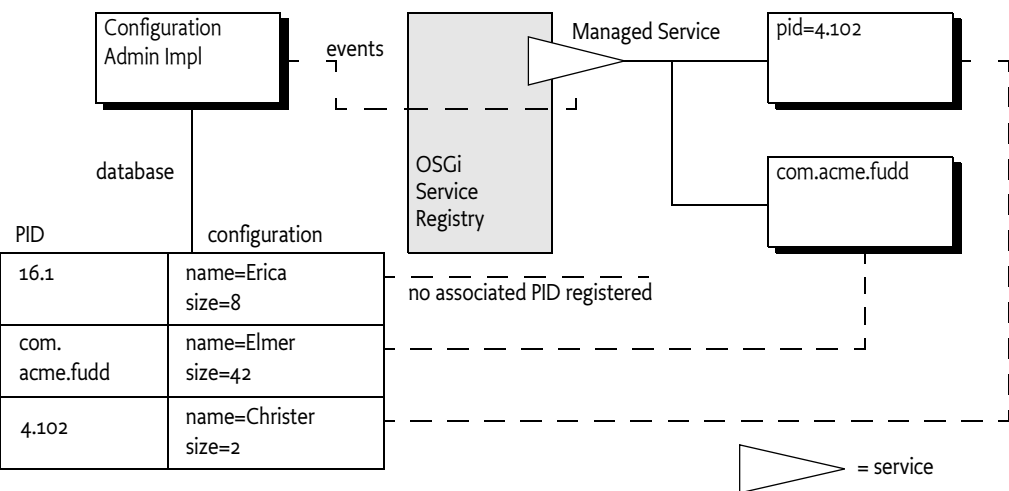 Configuration
Admin Impl
events
Managed Service
pid=4.102
database
OSGi
Service
Registry
com.acme.fudd
PID
configuration
16.1
name=Erica
size=8
no associated PID registered
com.
acme.fudd
name=Elmer
size=42
4.102
name=Christer
size=2
= service